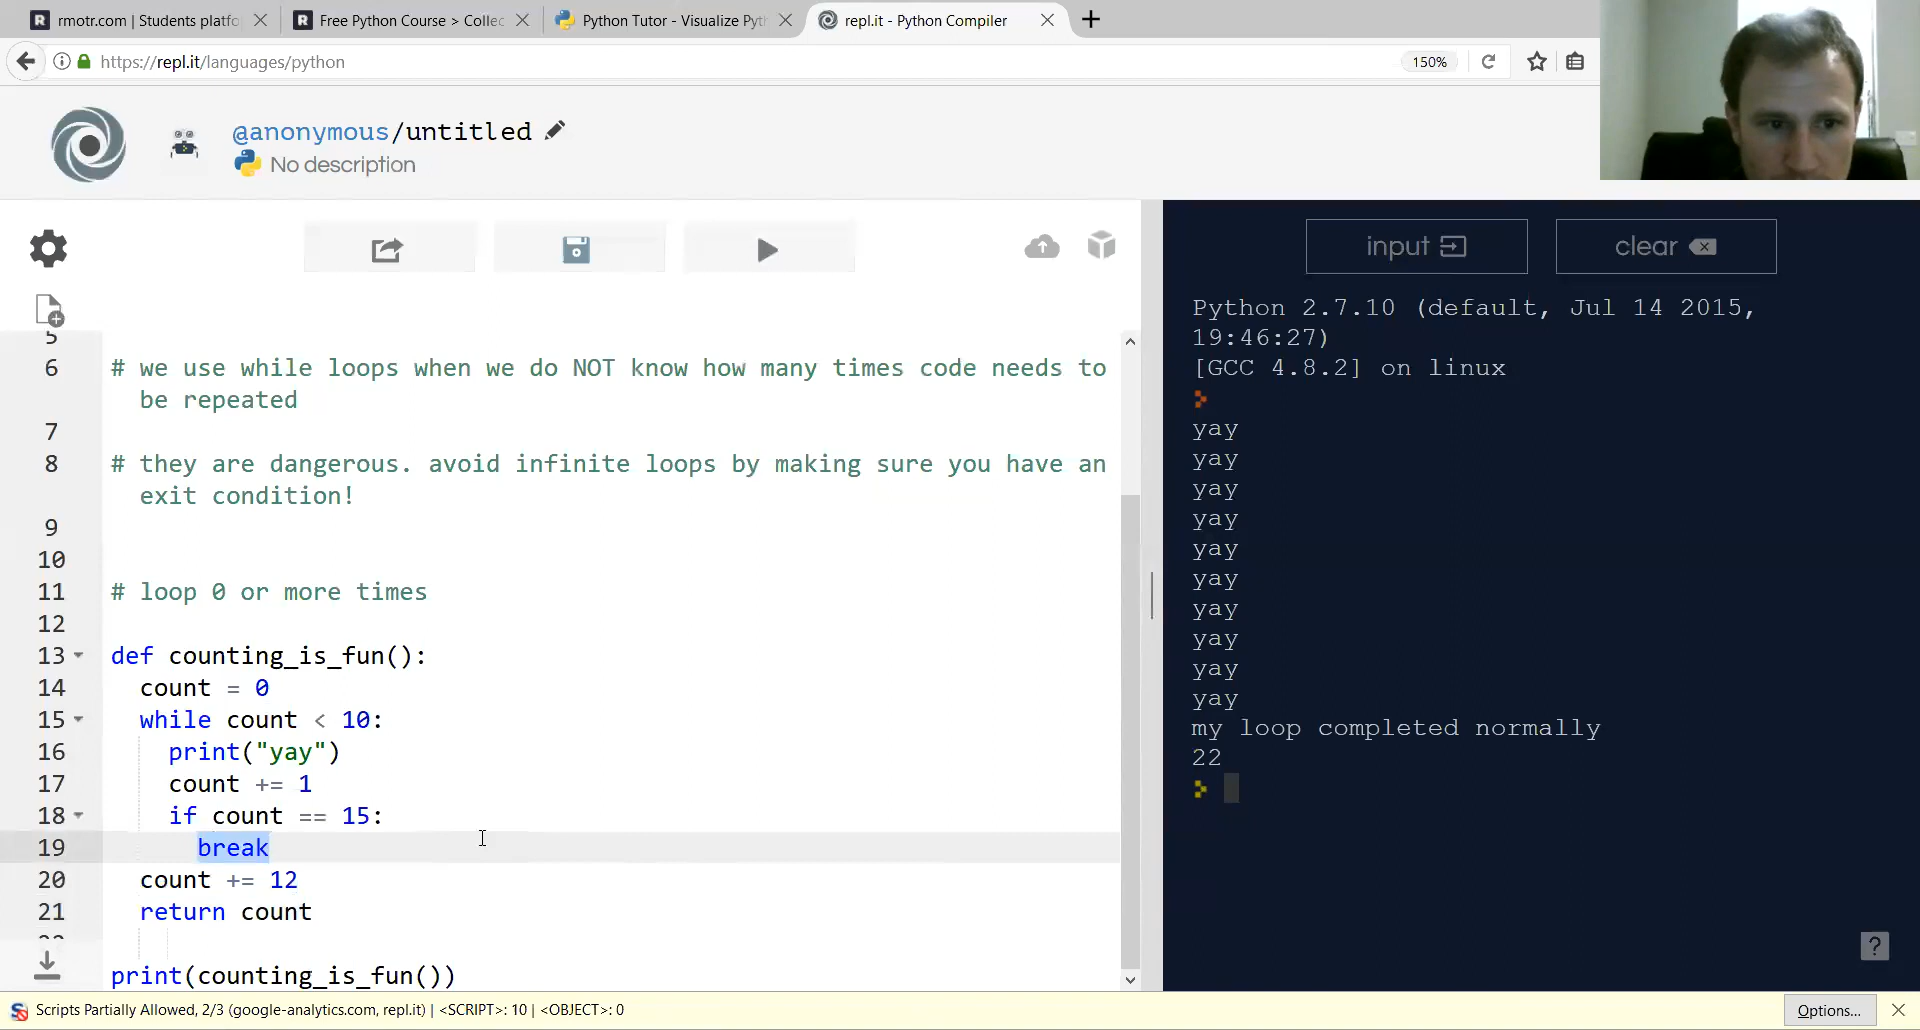 rmotr.com | Students platfo
Free Python Course > Collec
Python Tutor - Visualize Pyt
repl.it - Python Compiler
https://repl.it/languages/python
150%
@anonymous/untitled
No description
input
clear
5
6 # we use while loops when we do NOT know how many times code needs to
be repeated
7
8 # they are dangerous. avoid infinite loops by making sure you have an
exit condition!
9
10
11 # loop 0 or more times
12
13 def counting_is_fun():
14 count = 0
15 while count < 10:
16 print("yay")
17 count += 1
18 if count == 15:
19 break
20 count += 12
21 return count
print(counting_is_fun())
Python 2.7.10 (default, Jul 14 2015,
19:46:27)
[GCC 4.8.2] on linux
yay
yay
yay
yay
yay
yay
yay
yay
yay
yay
my loop completed normally
22
?
Scripts Partially Allowed, 2/3 (google-analytics.com, repl.it) | <SCRIPT>: 10 | <OBJECT>: 0
Options...